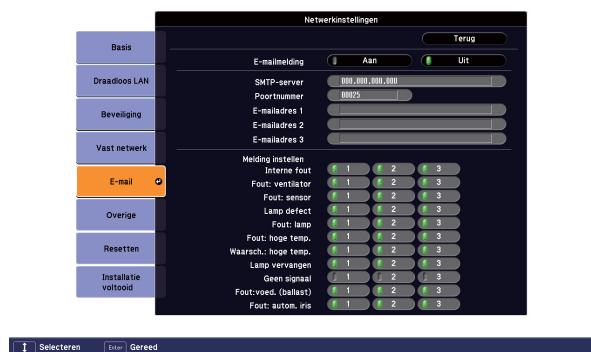 Netwerkinstellingen
Terug
Basis
Draadloos LAN
Beveiliging
Vast netwerk
E-mail
Overige
Resetten
Installatie
voltooid
E-mailmelding Aan Uit
SMTP-server 000.000.000.000
Poortnummer 00025
E-mailadres 1
E-mailadres 2
E-mailadres 3
Melding instellen
Interne fout 1 2 3
Fout: ventilator 1 2 3
Fout: sensor 1 2 3
Lamp defect 1 2 3
Fout: lamp 1 2 3
Fout: hoge temp. 1 2 3
Waarsch.: hoge temp. 1 2 3
Lamp vervangen 1 2 3
Geen signaal 1 2 3
Fout:voed. (ballast) 1 2 3
Fout: autom. iris 1 2 3
Selecteren Enter Gereed